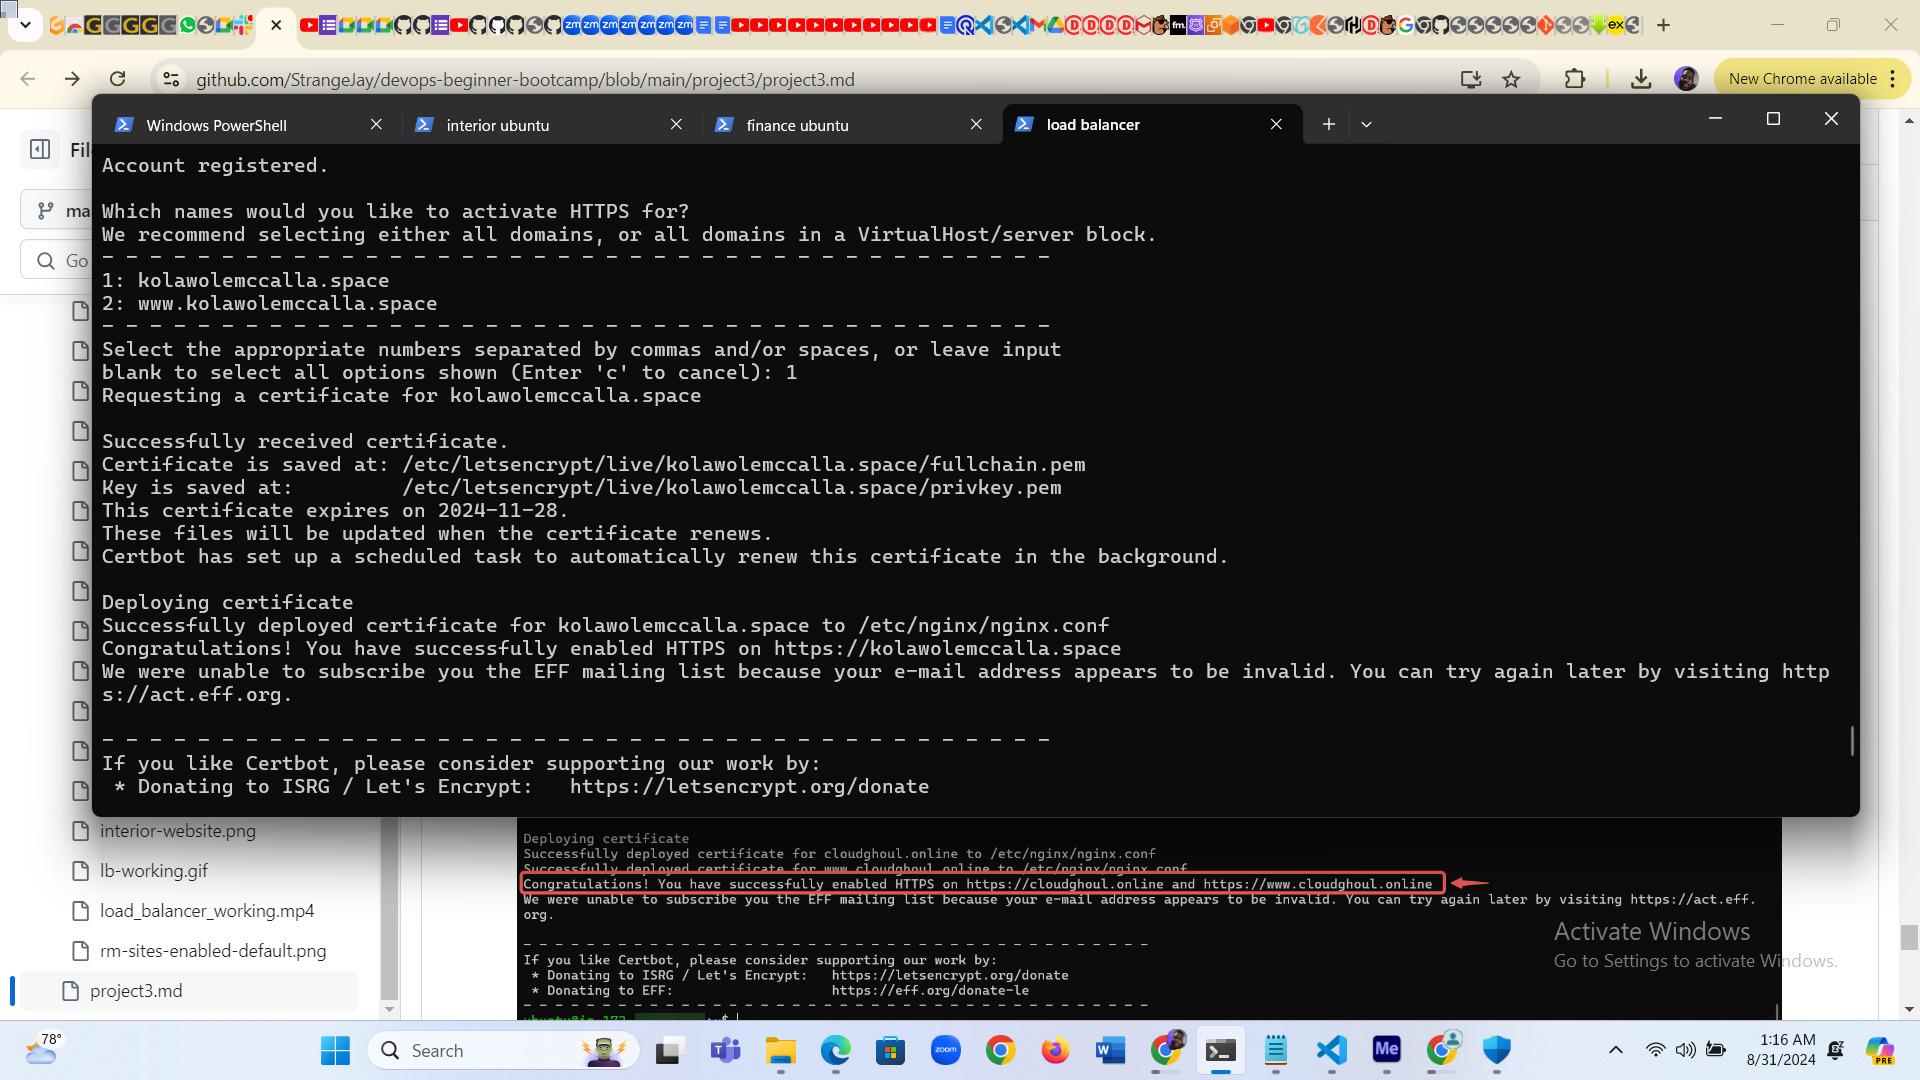 github.com/StrangeJay/devops-beginner-bootcamp/blob/main/project3/project3.md
New Chrome available
Windows PowerShell
interior ubuntu
finance ubuntu
load balancer
Account registered.
Which names would you like to activate HTTPS for?
We recommend selecting either all domains, or all domains in a VirtualHost/server block.
- - - - - - - - - - - - - - - - - - - - - - - - - - - - - - - - - - - - - - - -
1: kolawolemccalla.space
2: www.kolawolemccalla.space
- - - - - - - - - - - - - - - - - - - - - - - - - - - - - - - - - - - - - - - -
Select the appropriate numbers separated by commas and/or spaces, or leave input
blank to select all options shown (Enter 'c' to cancel): 1
Requesting a certificate for kolawolemccalla.space
Successfully received certificate.
Certificate is saved at: /etc/letsencrypt/live/kolawolemccalla.space/fullchain.pem
Key is saved at:         /etc/letsencrypt/live/kolawolemccalla.space/privkey.pem
This certificate expires on 2024-11-28.
These files will be updated when the certificate renews.
Certbot has set up a scheduled task to automatically renew this certificate in the background.
Deploying certificate
Successfully deployed certificate for kolawolemccalla.space to /etc/nginx/nginx.conf
Congratulations! You have successfully enabled HTTPS on https://kolawolemccalla.space
We were unable to subscribe you the EFF mailing list because your e-mail address appears to be invalid. You can try again later by visiting http
s://act.eff.org.
- - - - - - - - - - - - - - - - - - - - - - - - - - - - - - - - - - - - - - - -
If you like Certbot, please consider supporting our work by:
 * Donating to ISRG / Let's Encrypt:   https://letsencrypt.org/donate
Fil
ma
Go
interior-website.png
lb-working.gif
load_balancer_working.mp4
rm-sites-enabled-default.png
project3.md
Deploying certificate
Successfully deployed certificate for cloudghoul.online to /etc/nginx/nginx.conf
Successfully deployed certificate for www.cloudghoul.online to /etc/nginx/nginx.conf
Congratulations! You have successfully enabled HTTPS on https://cloudghoul.online and https://www.cloudghoul.online
We were unable to subscribe you the EFF mailing list because your e-mail address appears to be invalid. You can try again later by visiting https://act.eff.
org.
- - - - - - - - - - - - - - - - - - - - - - - - - - - - - - - - - - - - - - - -
If you like Certbot, please consider supporting our work by:
 * Donating to ISRG / Let's Encrypt:   https://letsencrypt.org/donate
 * Donating to EFF:                    https://eff.org/donate-le
- - - - - - - - - - - - - - - - - - - - - - - - - - - - - - - - - - - - - - - -
Activate Windows
Go to Settings to activate Windows.
78°
Search
zoom
Me
1:16 AM
8/31/2024
PRE